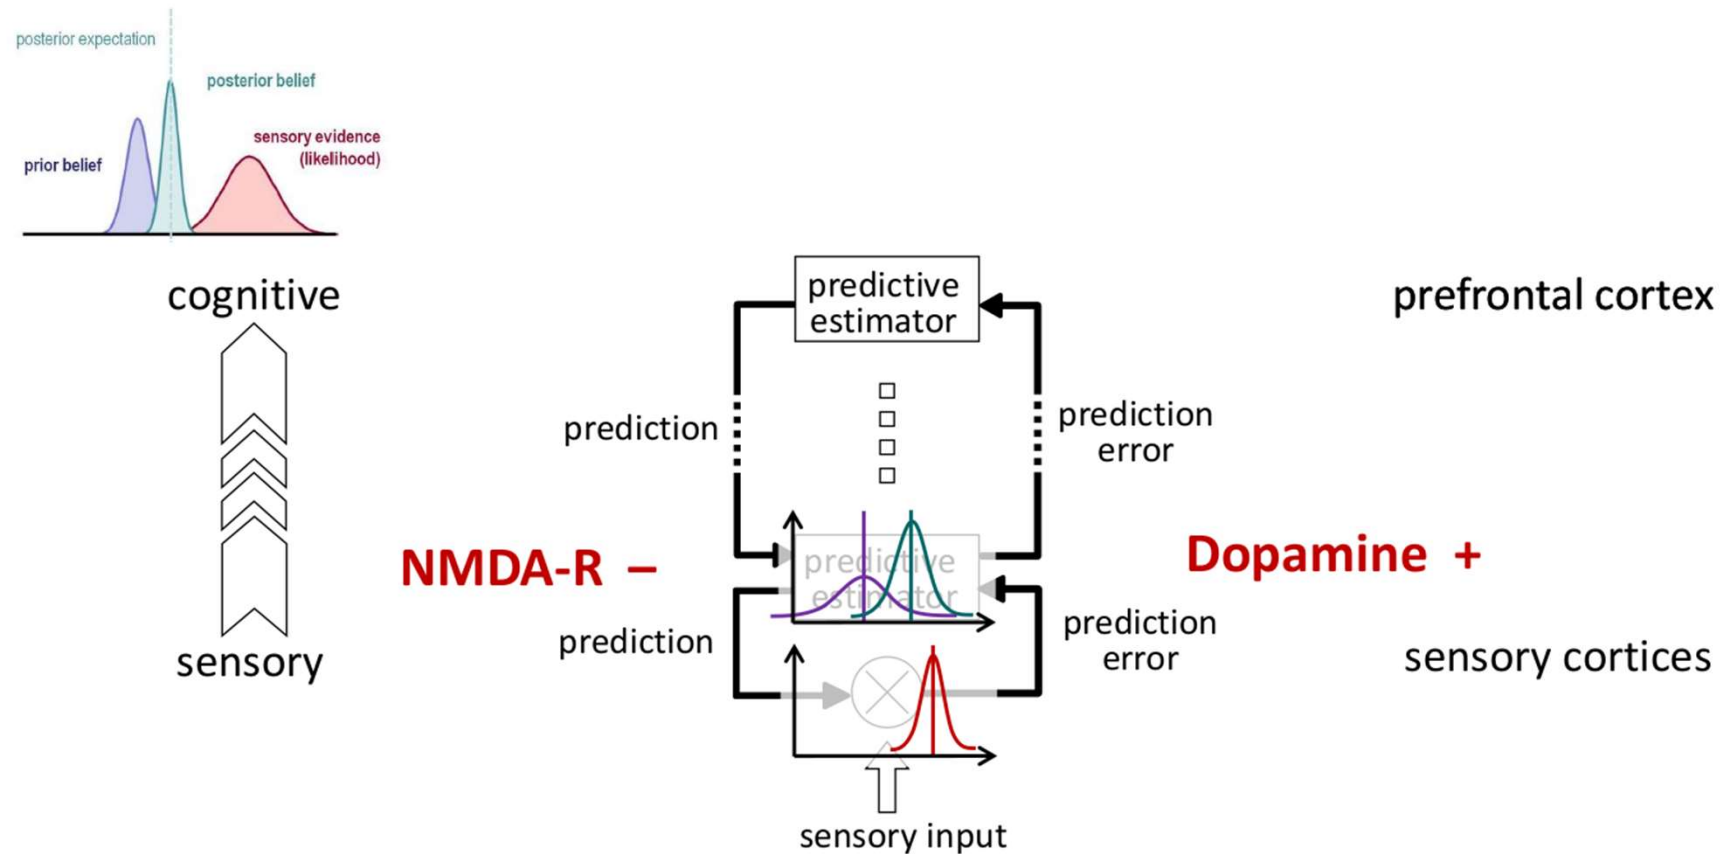 posterior expectation
posterior belief
sensory evidence
(likelihood)
prior belief
cognitive
predictive
estimator
prefrontal cortex
prediction
prediction
error
NMDA-R –
predictive
estimator
Dopamine +
prediction
prediction
error
sensory
sensory cortices
sensory input